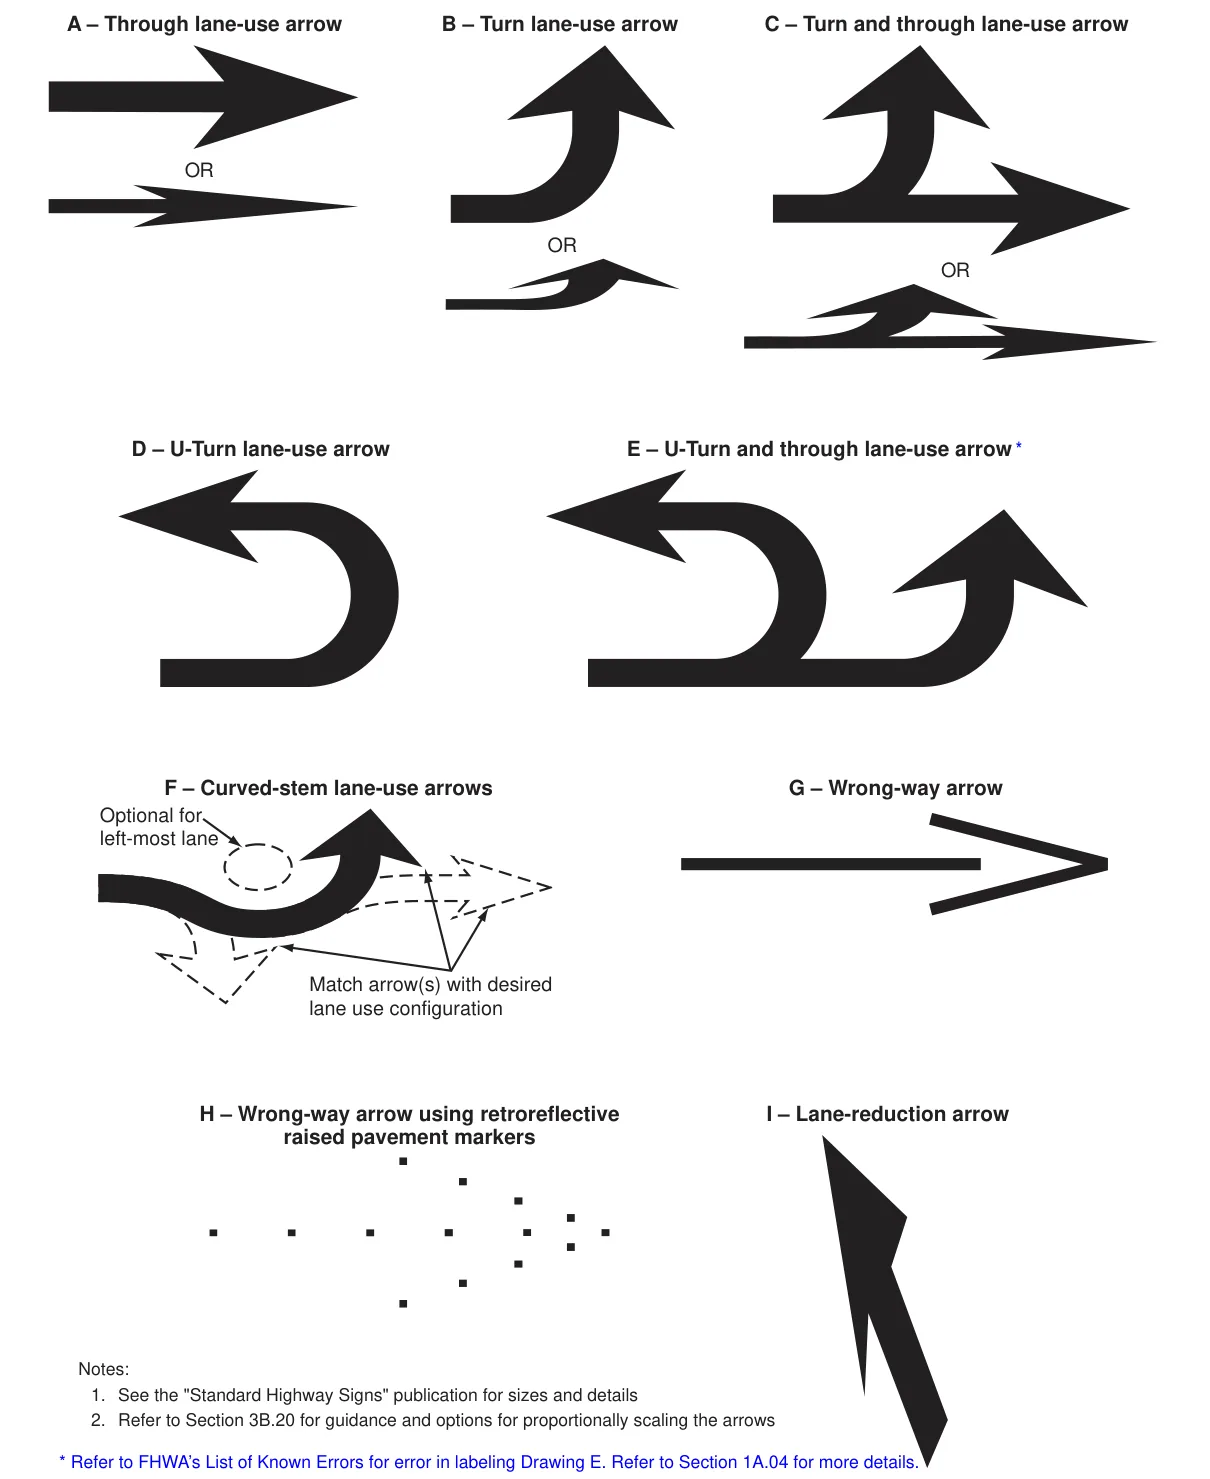 A – Through lane-use arrow
B – Turn lane-use arrow
C – Turn and through lane-use arrow
OR
OR
OR
D – U-Turn lane-use arrow
E – U-Turn and through lane-use arrow *
F – Curved-stem lane-use arrows
Optional for
left-most lane
Match arrow(s) with desired
lane use configuration
G – Wrong-way arrow
H – Wrong-way arrow using retroreflective
raised pavement markers
I – Lane-reduction arrow
Notes:
1. See the "Standard Highway Signs" publication for sizes and details
2. Refer to Section 3B.20 for guidance and options for proportionally scaling the arrows
* Refer to FHWA's List of Known Errors for error in labeling Drawing E. Refer to Section 1A.04 for more details.